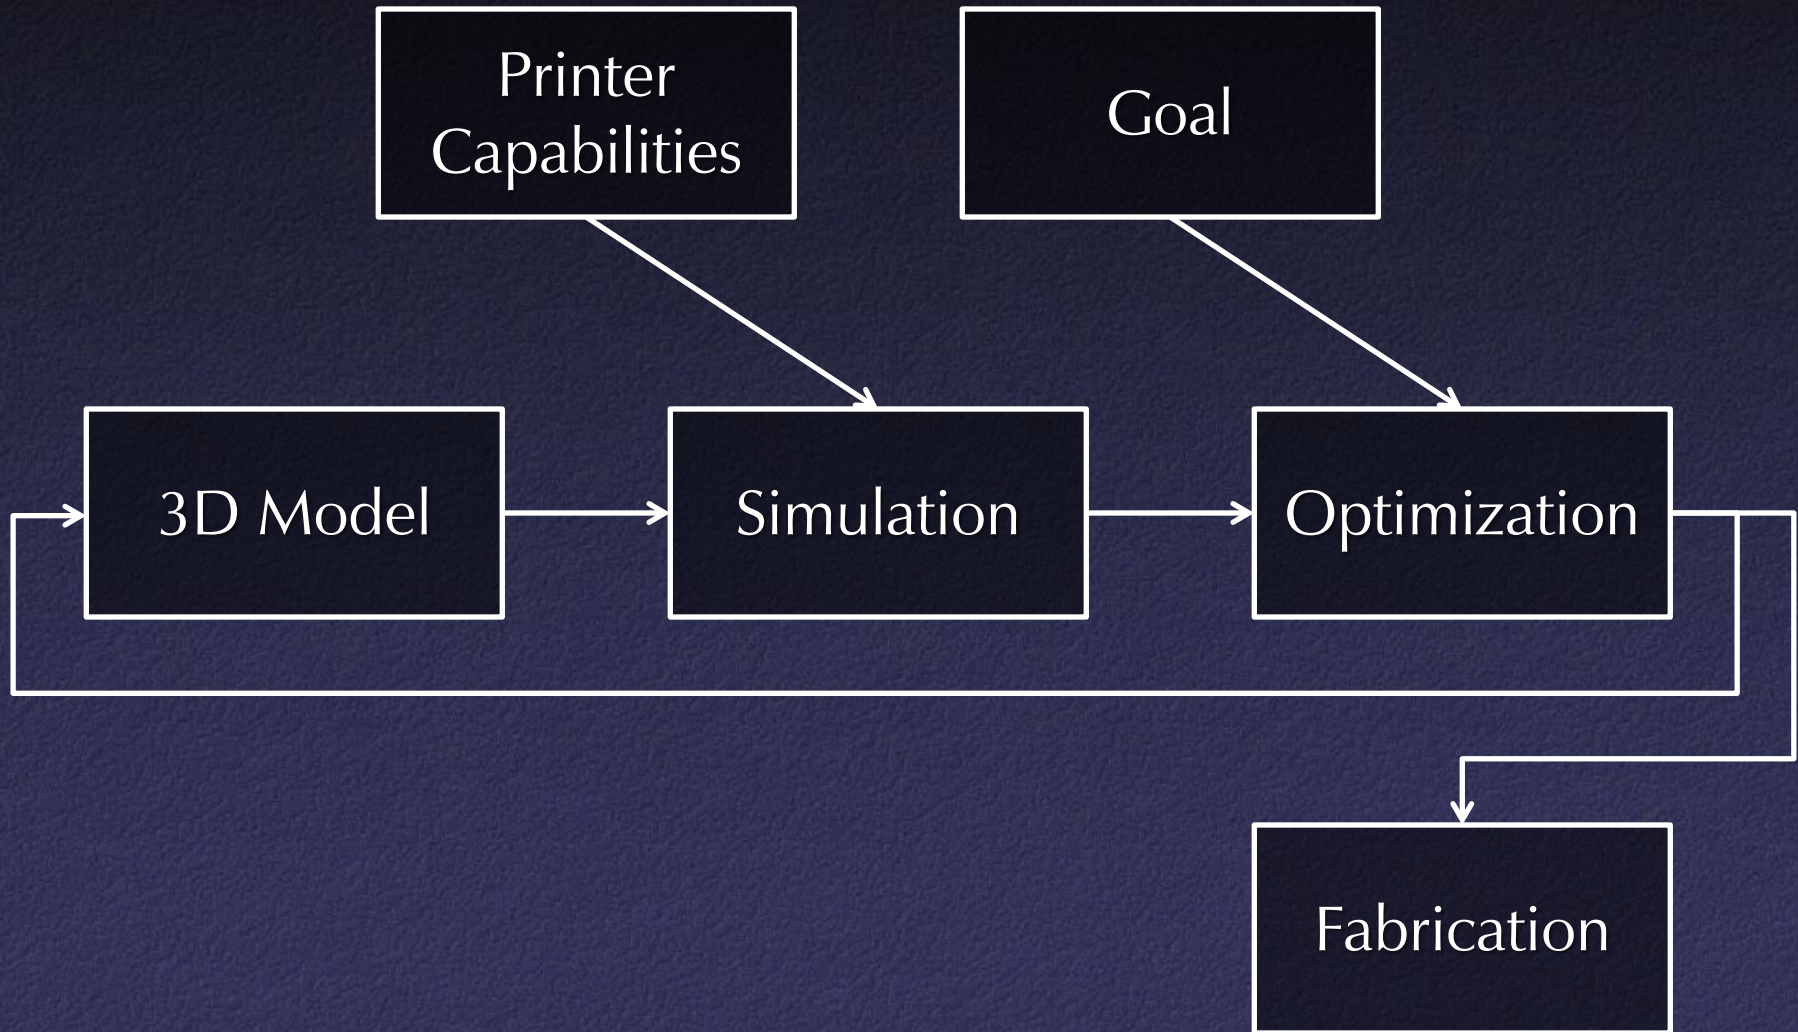 Printer
Capabilities
Goal
3D Model
Simulation
Optimization
Fabrication